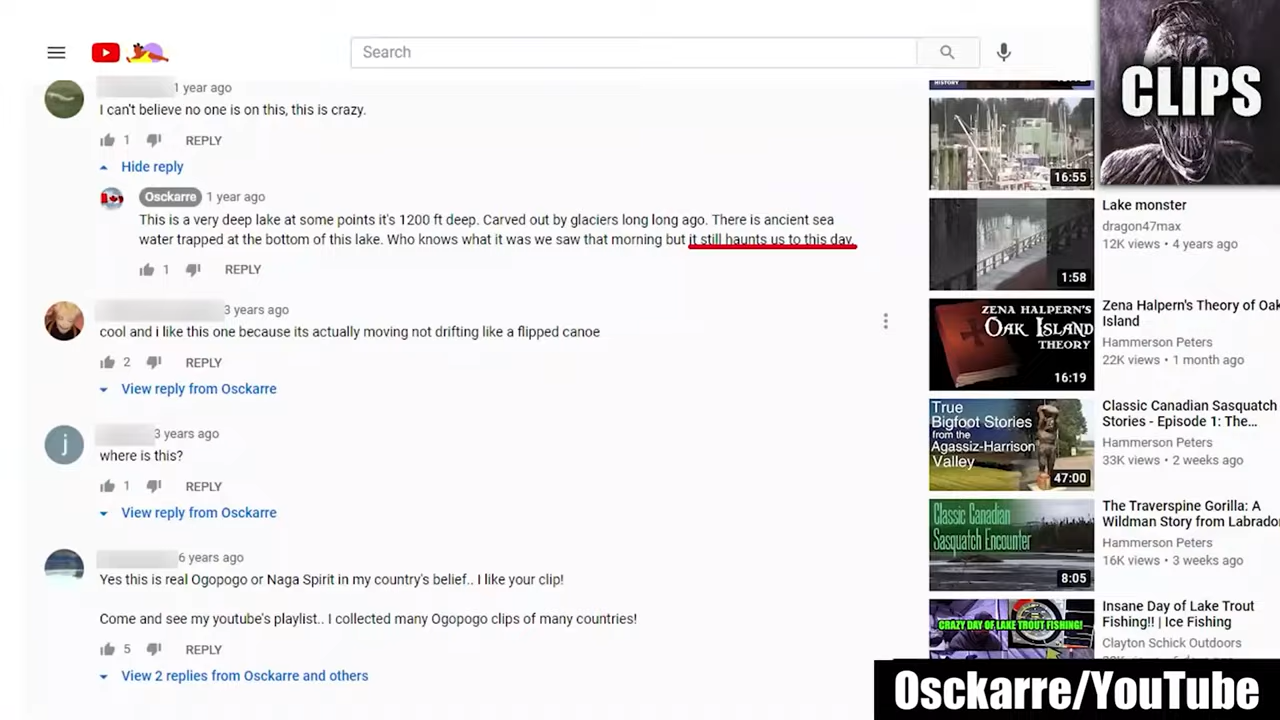 Search
CLIPS
1 year ago
I can't believe no one is on this, this is crazy.
1
REPLY
Hide reply
Osckarre 1 year ago
This is a very deep lake at some points it's 1200 ft deep. Carved out by glaciers long long ago. There is ancient sea
water trapped at the bottom of this lake. Who knows what it was we saw that morning but it still haunts us to this day.
1
REPLY
3 years ago
cool and i like this one because its actually moving not drifting like a flipped canoe
2
REPLY
View reply from Osckarre
j
3 years ago
where is this?
1
REPLY
View reply from Osckarre
6 years ago
Yes this is real Ogopogo or Naga Spirit in my country's belief.. I like your clip!
Come and see my youtube's playlist.. I collected many Ogopogo clips of many countries!
5
REPLY
View 2 replies from Osckarre and others
HISTORY
16:55
1:58
Lake monster
dragon47max
12K views • 4 years ago
ZENA HALPERN'S
OAK ISLAND
THEORY
16:19
Zena Halpern's Theory of Oak
Island
Hammerson Peters
22K views • 1 month ago
True
Bigfoot Stories
from the
Agassiz-Harrison
Valley
47:00
Classic Canadian Sasquatch
Stories - Episode 1: The...
Hammerson Peters
33K views • 2 weeks ago
Classic Canadian
Sasquatch Encounter
8:05
The Traverspine Gorilla: A
Wildman Story from Labrador
Hammerson Peters
16K views • 3 weeks ago
CRAZY DAY OF LAKE TROUT FISHING!
Insane Day of Lake Trout
Fishing!! | Ice Fishing
Clayton Schick Outdoors
Osckarre/YouTube